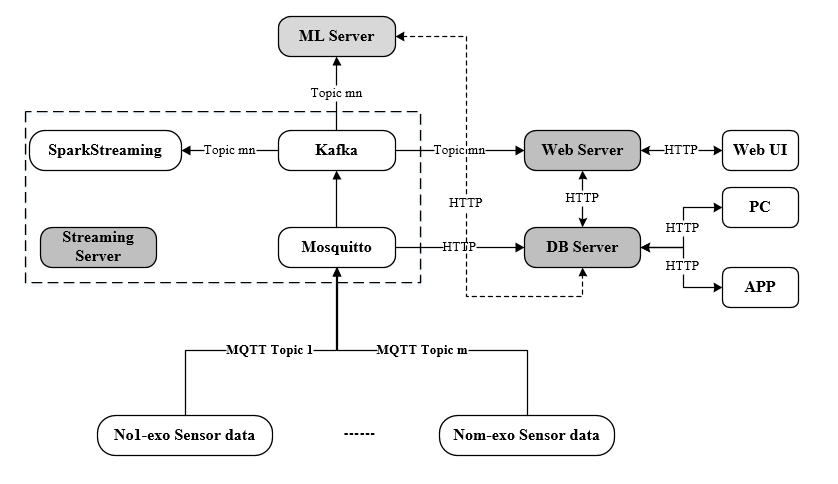 ML Server
Topic mn
SparkStreaming
Topic mn
Kafka
Topic mn
Web Server
HTTP
Web UI
HTTP
HTTP
PC
HTTP
Streaming
Server
Mosquitto
HTTP
DB Server
HTTP
APP
MQTT Topic 1
MQTT Topic m
No1-exo Sensor data
------
Nom-exo Sensor data